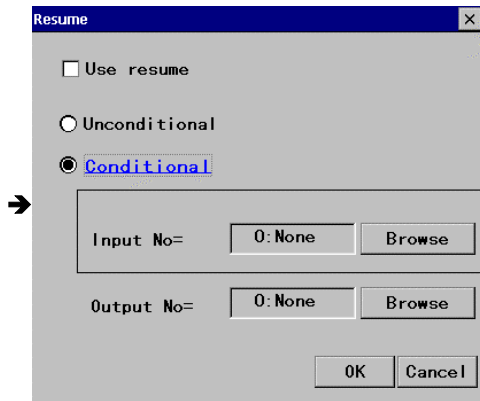 Resume
Use resume
Unconditional
Conditional
Input No= 0:None Browse
Output No= 0:None Browse
OK Cancel